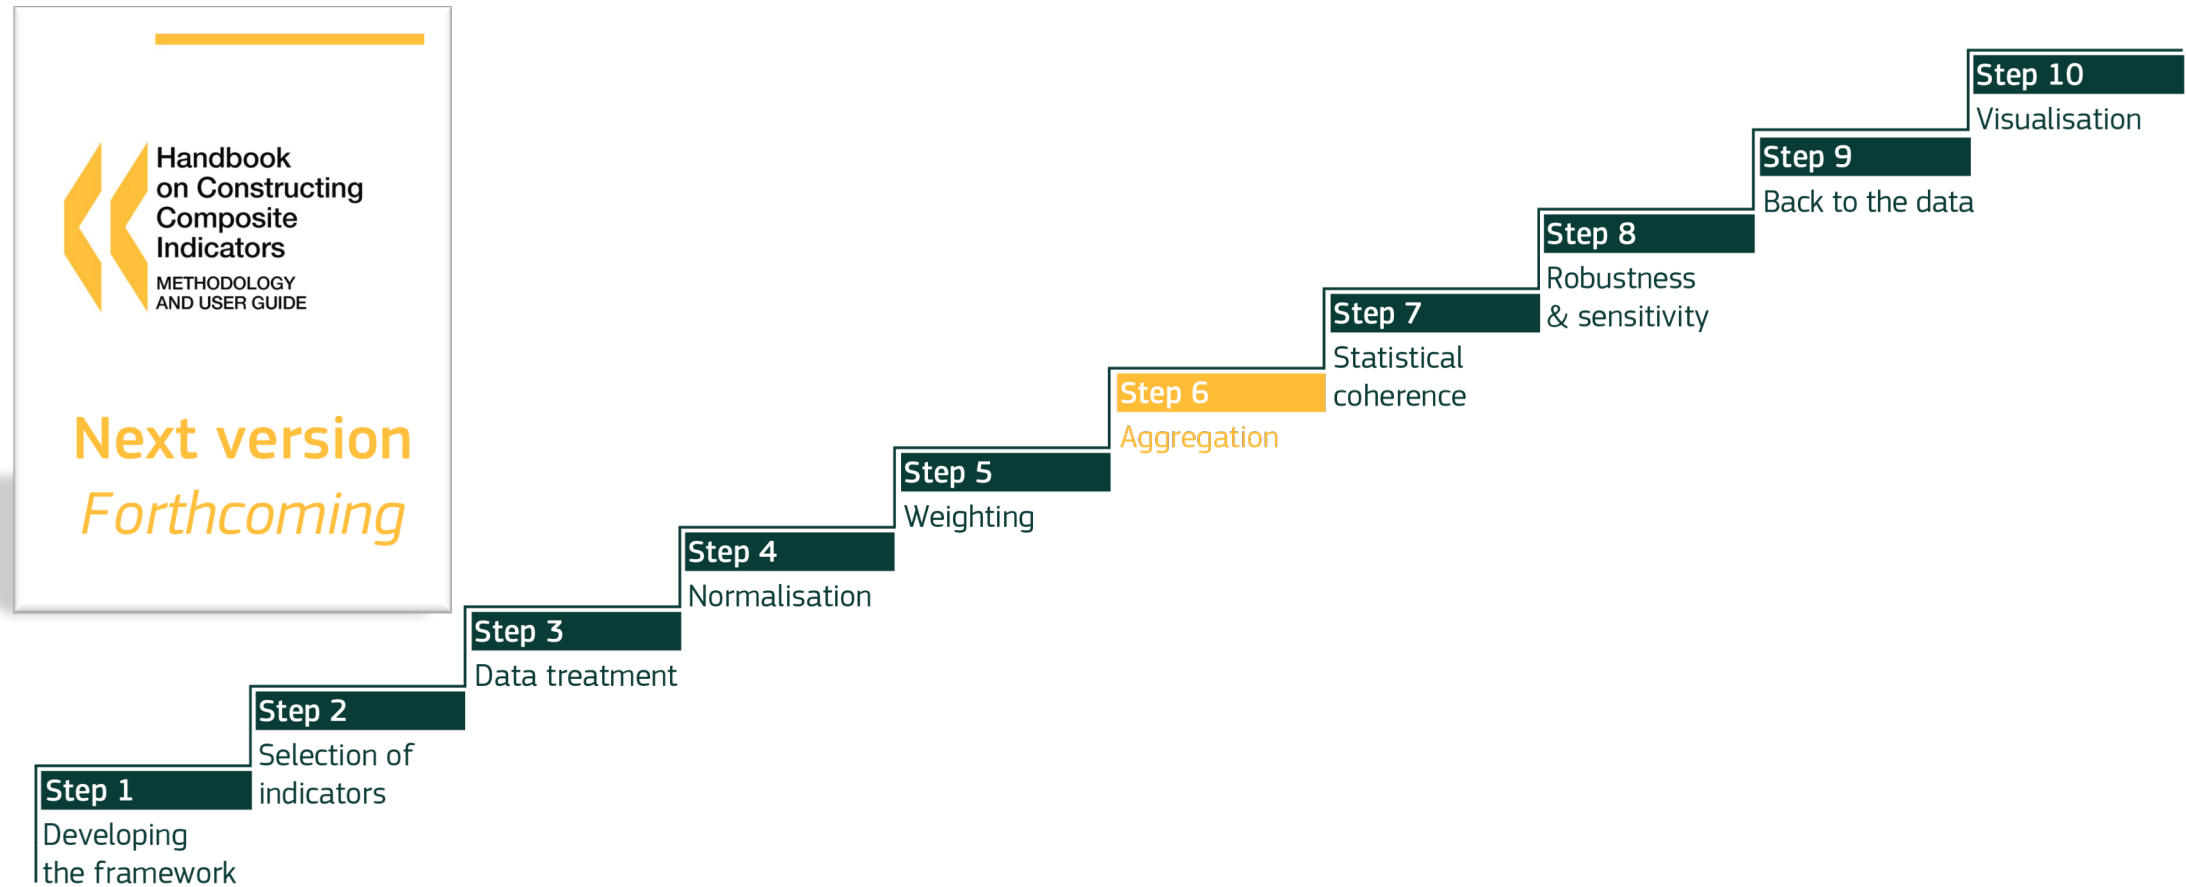 Handbook
on Constructing
Composite
Indicators
METHODOLOGY
AND USER GUIDE
Next version
Forthcoming
Step 1
Developing
the framework
Step 2
Selection of
indicators
Step 3
Data treatment
Step 4
Normalisation
Step 5
Weighting
Step 6
Aggregation
Step 7
Statistical
coherence
Step 8
Robustness
& sensitivity
Step 9
Back to the data
Step 10
Visualisation